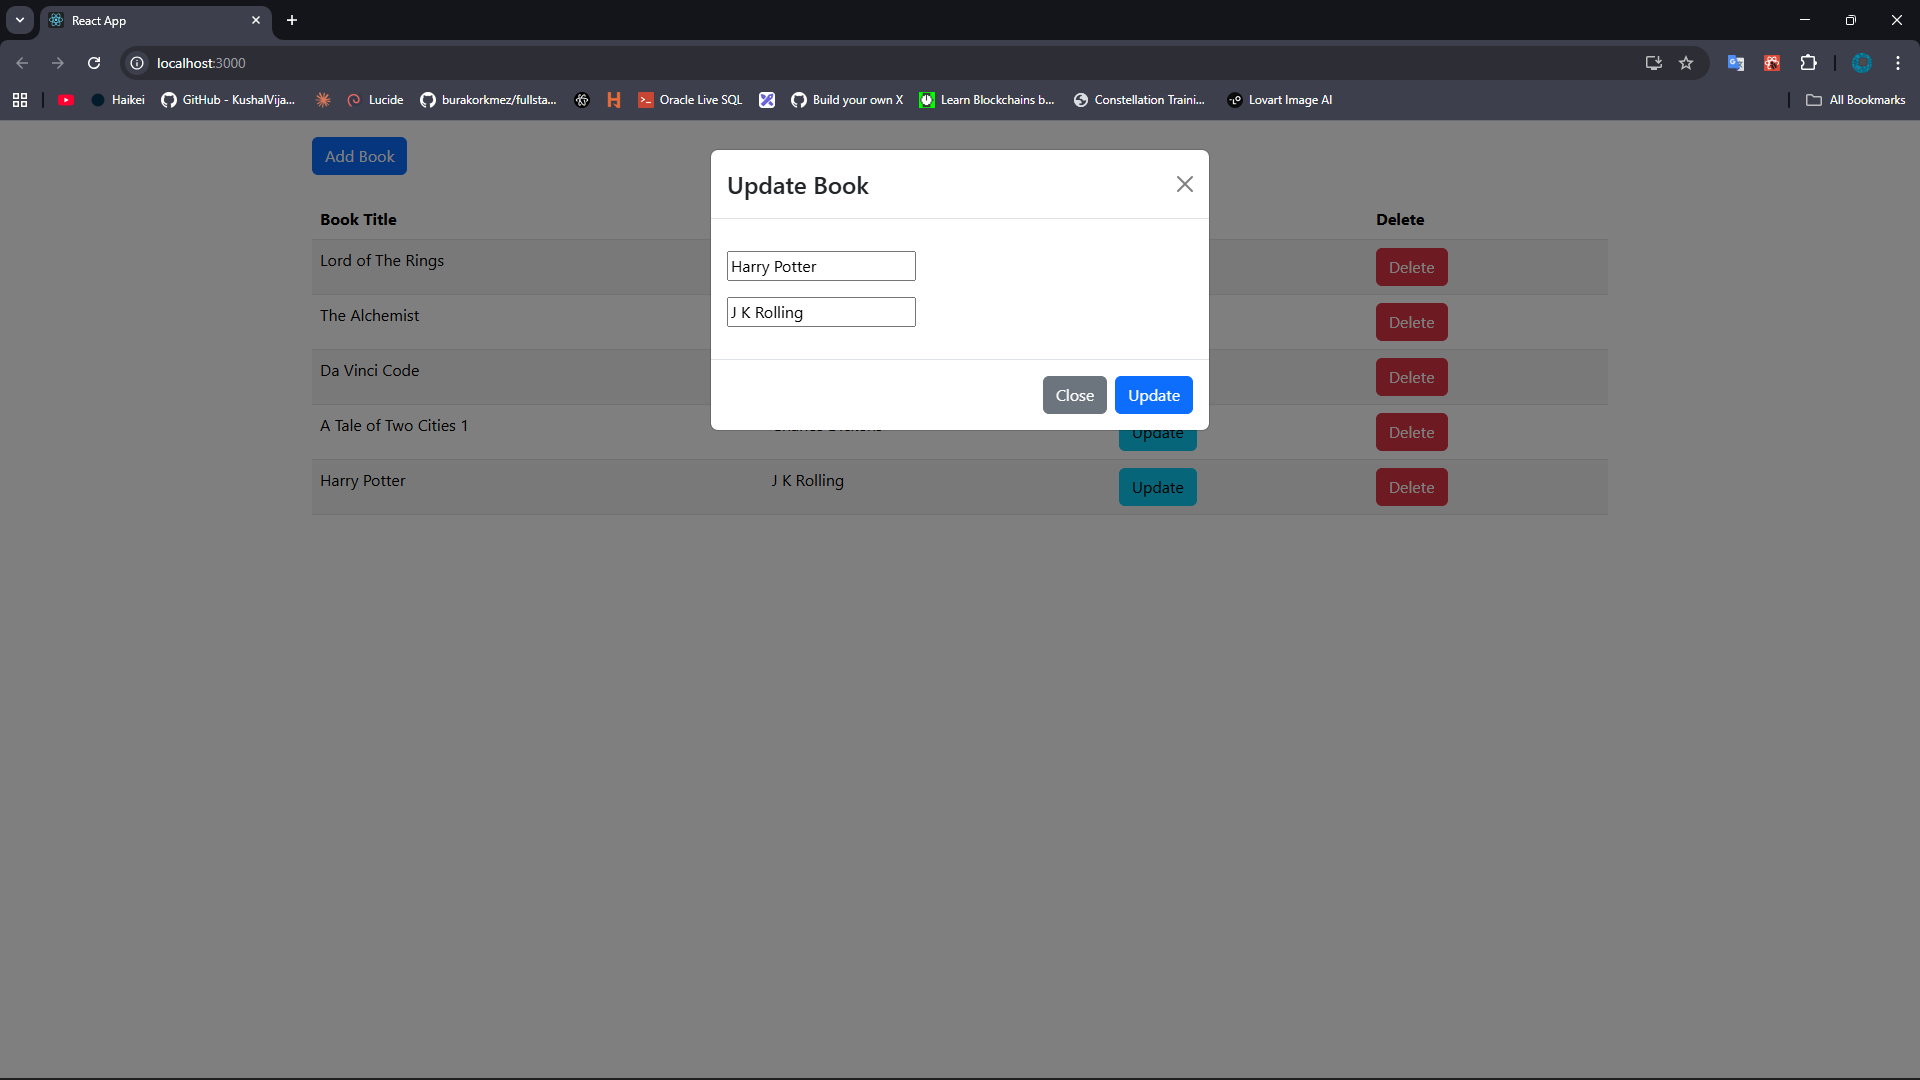 React App
localhost:3000
Haikei
GitHub - KushalVija...
Lucide
burakorkmez/fullsta...
Oracle Live SQL
Build your own X
Learn Blockchains b...
Constellation Traini...
Lovart Image AI
All Bookmarks
Add Book
Update Book
Book Title
Delete
Lord of The Rings
Harry Potter
Delete
The Alchemist
J K Rolling
Delete
Da Vinci Code
Delete
Close
Update
A Tale of Two Cities 1
Update
Delete
Harry Potter
J K Rolling
Update
Delete